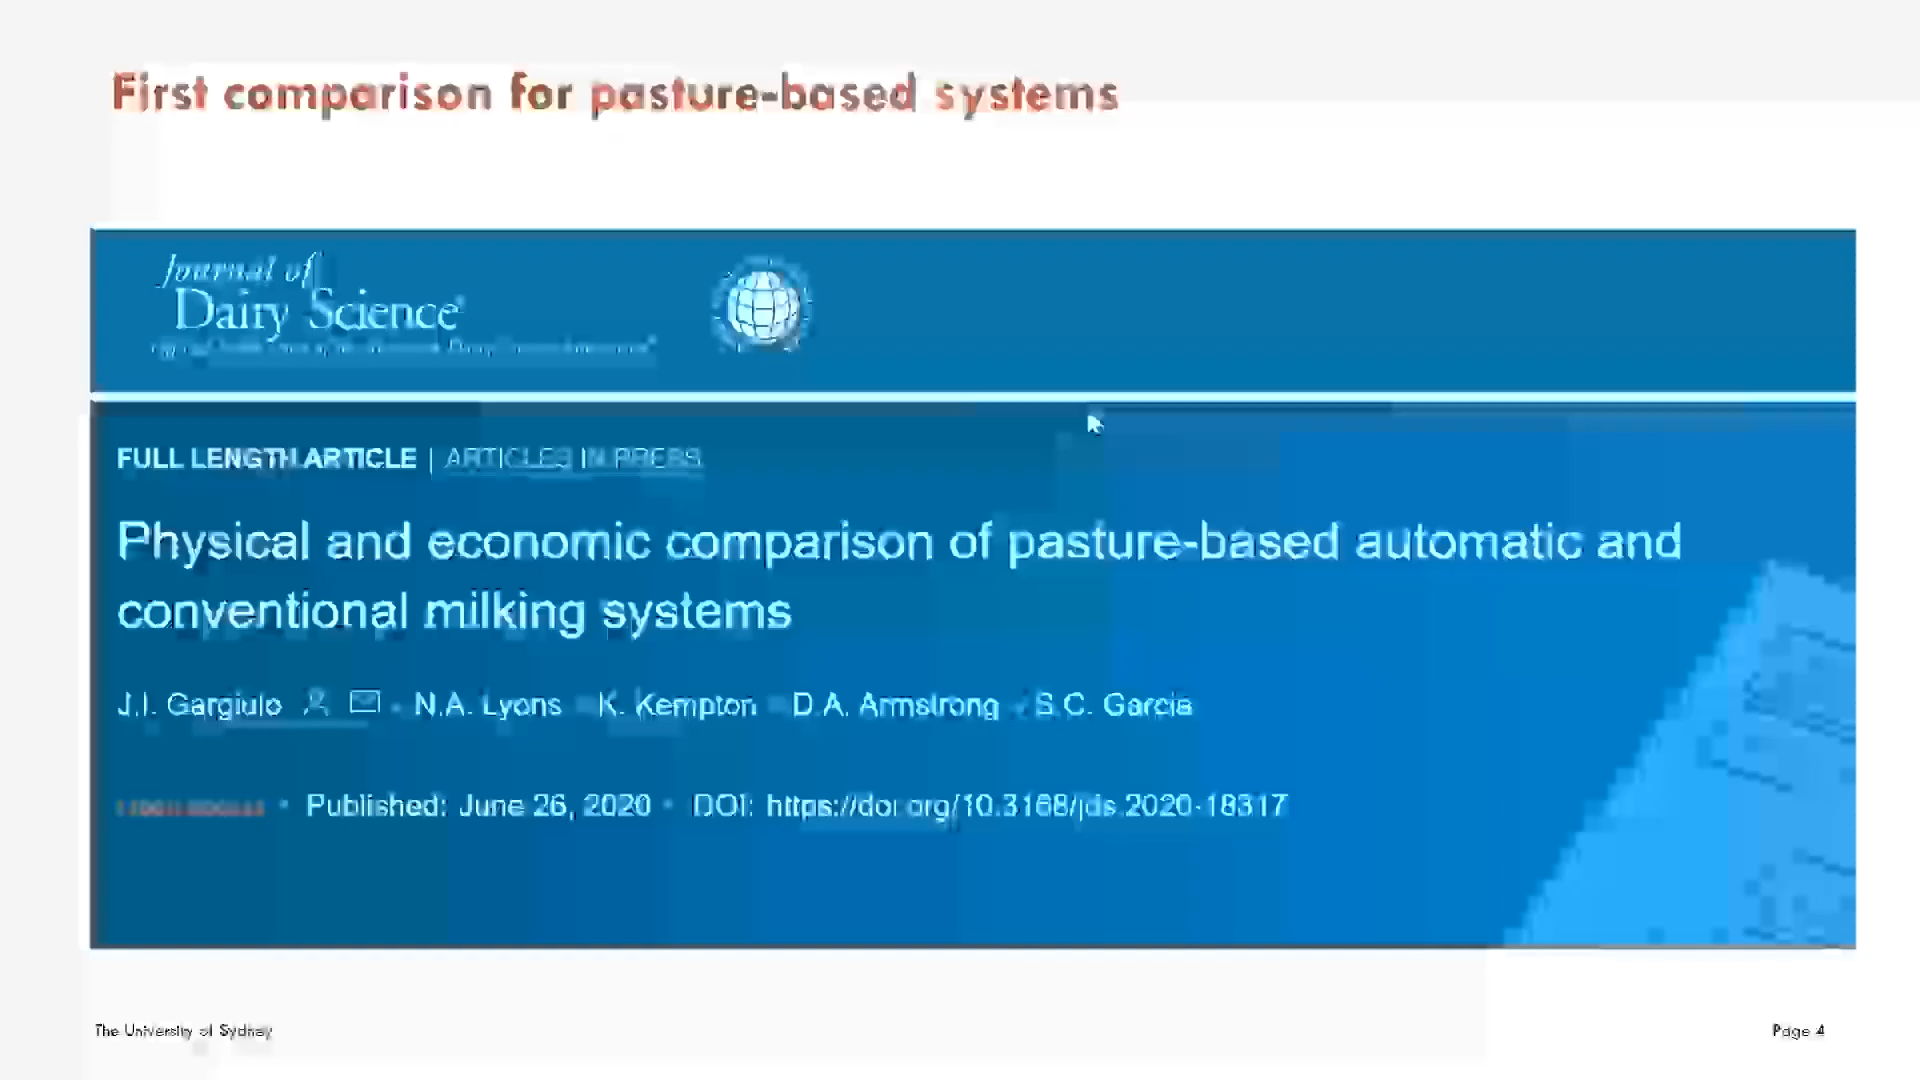 First comparison for pasture-based systems
Journal of
Dairy Science®
FULL LENGTH ARTICLE | ARTICLES IN PRESS
Physical and economic comparison of pasture-based automatic and
conventional milking systems
J.I. Gargiulo • N.A. Lyons • K. Kempton • D.A. Armstrong • S.C. Garcia
• Published: June 26, 2020 • DOI: https://doi.org/10.3168/jds.2020-18317
The University of Sydney
Page 4